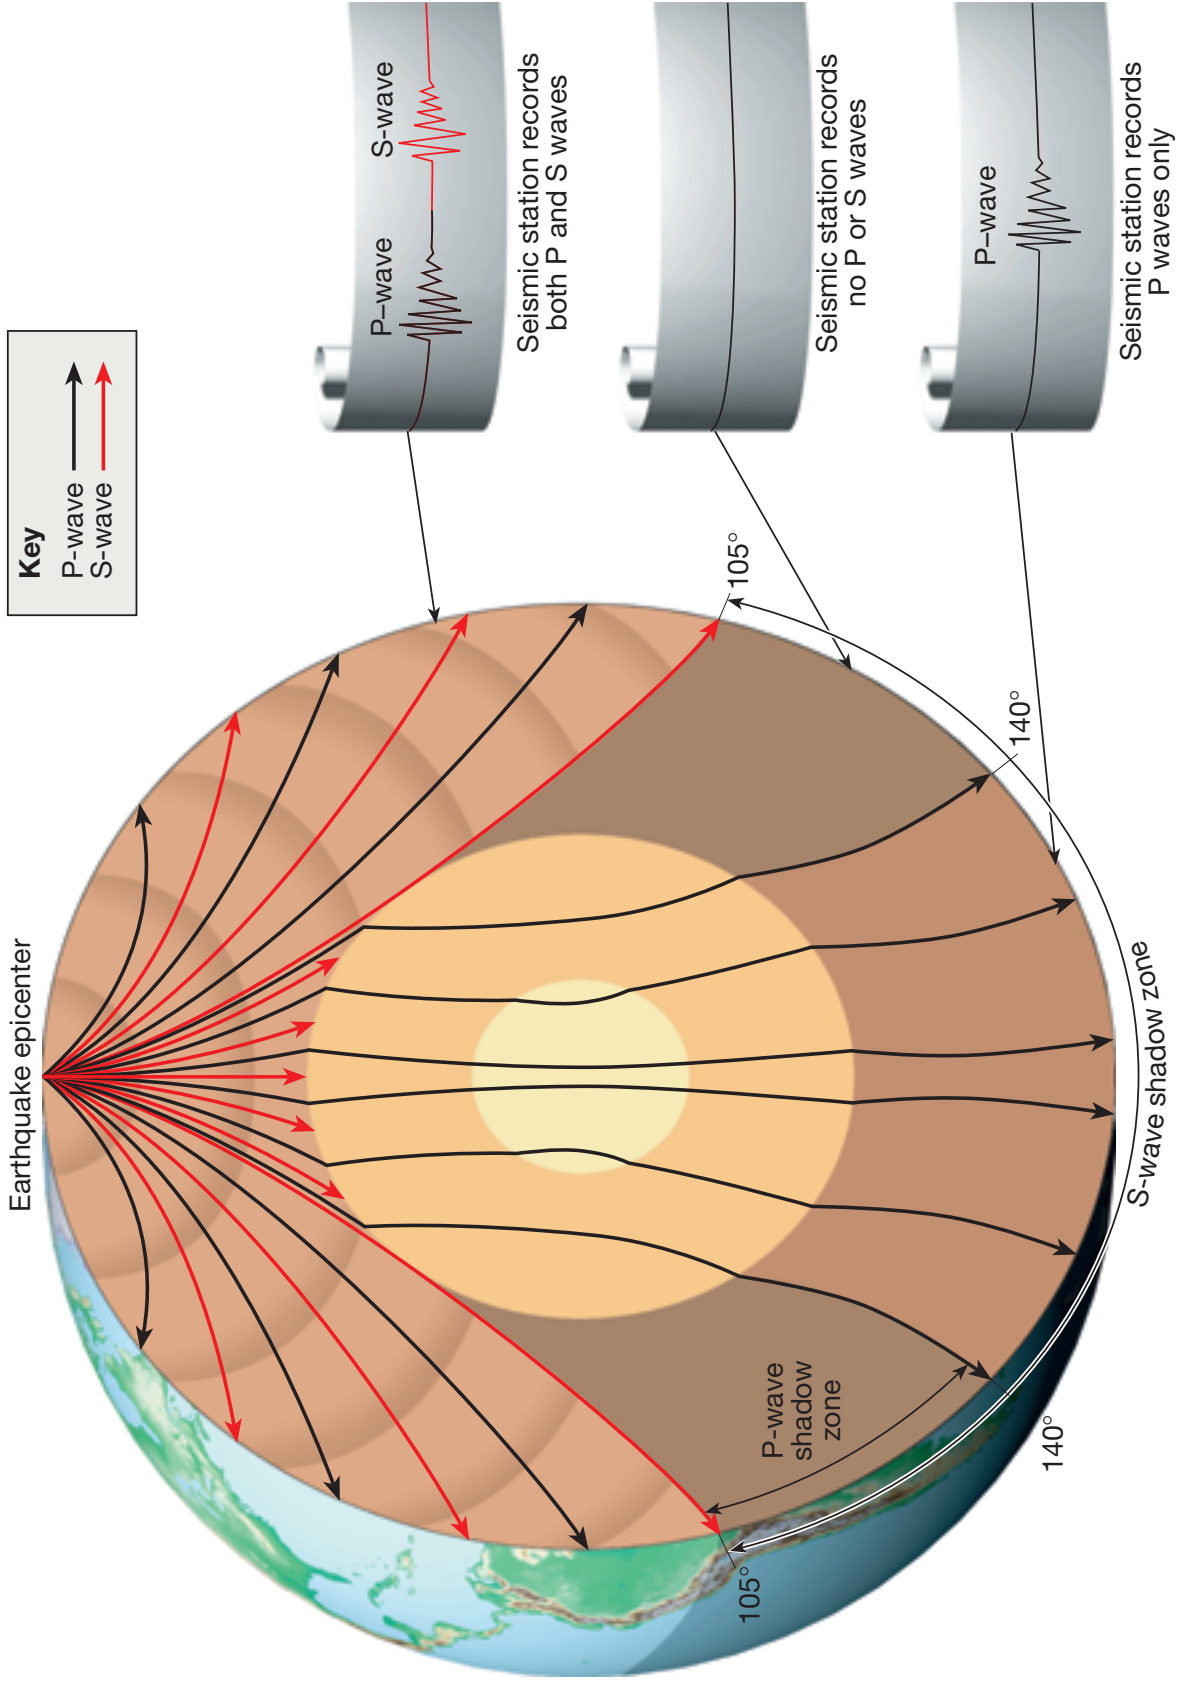 Earthquake epicenter
Key
P-wave
S-wave
P–wave
S-wave
Seismic station records
both P and S waves
Seismic station records
no P or S waves
P–wave
Seismic station records
P waves only
105°
140°
S-wave shadow zone
P-wave
shadow
zone
105°
140°